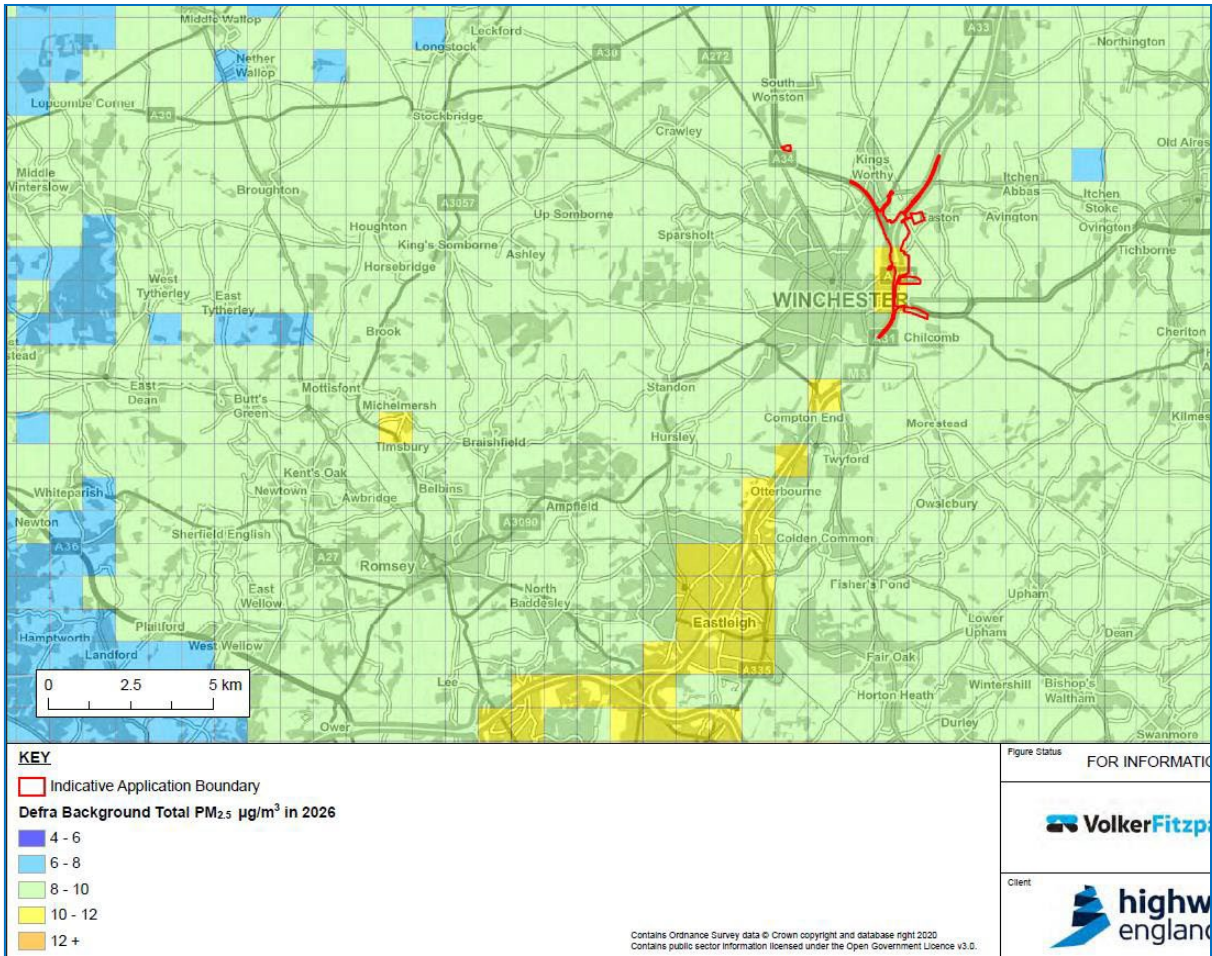 Middle Wallop
Leckford
Longstock
A30
A272
A33
Northington
Nether
Wallop
South
Wonston
Lopcombe Corner
A30
Stockbridge
Crawley
Old Alres
Middle
Winterslow
A34
Kings
Worthy
Itchen
Abbas
Itchen
Stoke
Broughton
A3057
Up Somborne
Easton
Avington
Ovington
Houghton
King's Somborne
Ashley
Sparsholt
Tichborne
Horsebridge
West
Tytherley
East
Tytherley
WINCHESTER
Brook
Chilcomb
Cheriton
stead
M3
East
Dean
Mottisfont
Butt's
Green
Michelmersh
Standon
Compton End
Morestead
Kilmes
Timsbury
Braishfield
Hursley
Twyford
Kent's Oak
Whiteparish
Newtown
Awbridge
Belbins
Otterbourne
Ampfield
Owslebury
Newton
A3090
Sherfield English
Colden Common
A36
A27
Romsey
Fisher's Pond
East
Wellow
North
Baddesley
Upham
Plaitford
Eastleigh
Lower
Upham
Dean
Hamptworth
Landford
West Wellow
Fair Oak
A335
Lee
Wintershill
Bishop's
Waltham
Horton Heath
Ower
Durley
Swanmore
0 2.5 5 km
KEY
Indicative Application Boundary
Defra Background Total PM2.5 µg/m³ in 2026
4 - 6
6 - 8
8 - 10
10 - 12
12 +
Contains Ordnance Survey data © Crown copyright and database right 2020
Contains public sector information licensed under the Open Government Licence v3.0.
Figure Status
FOR INFORMATIO
VolkerFitzpa
Client
highw
england